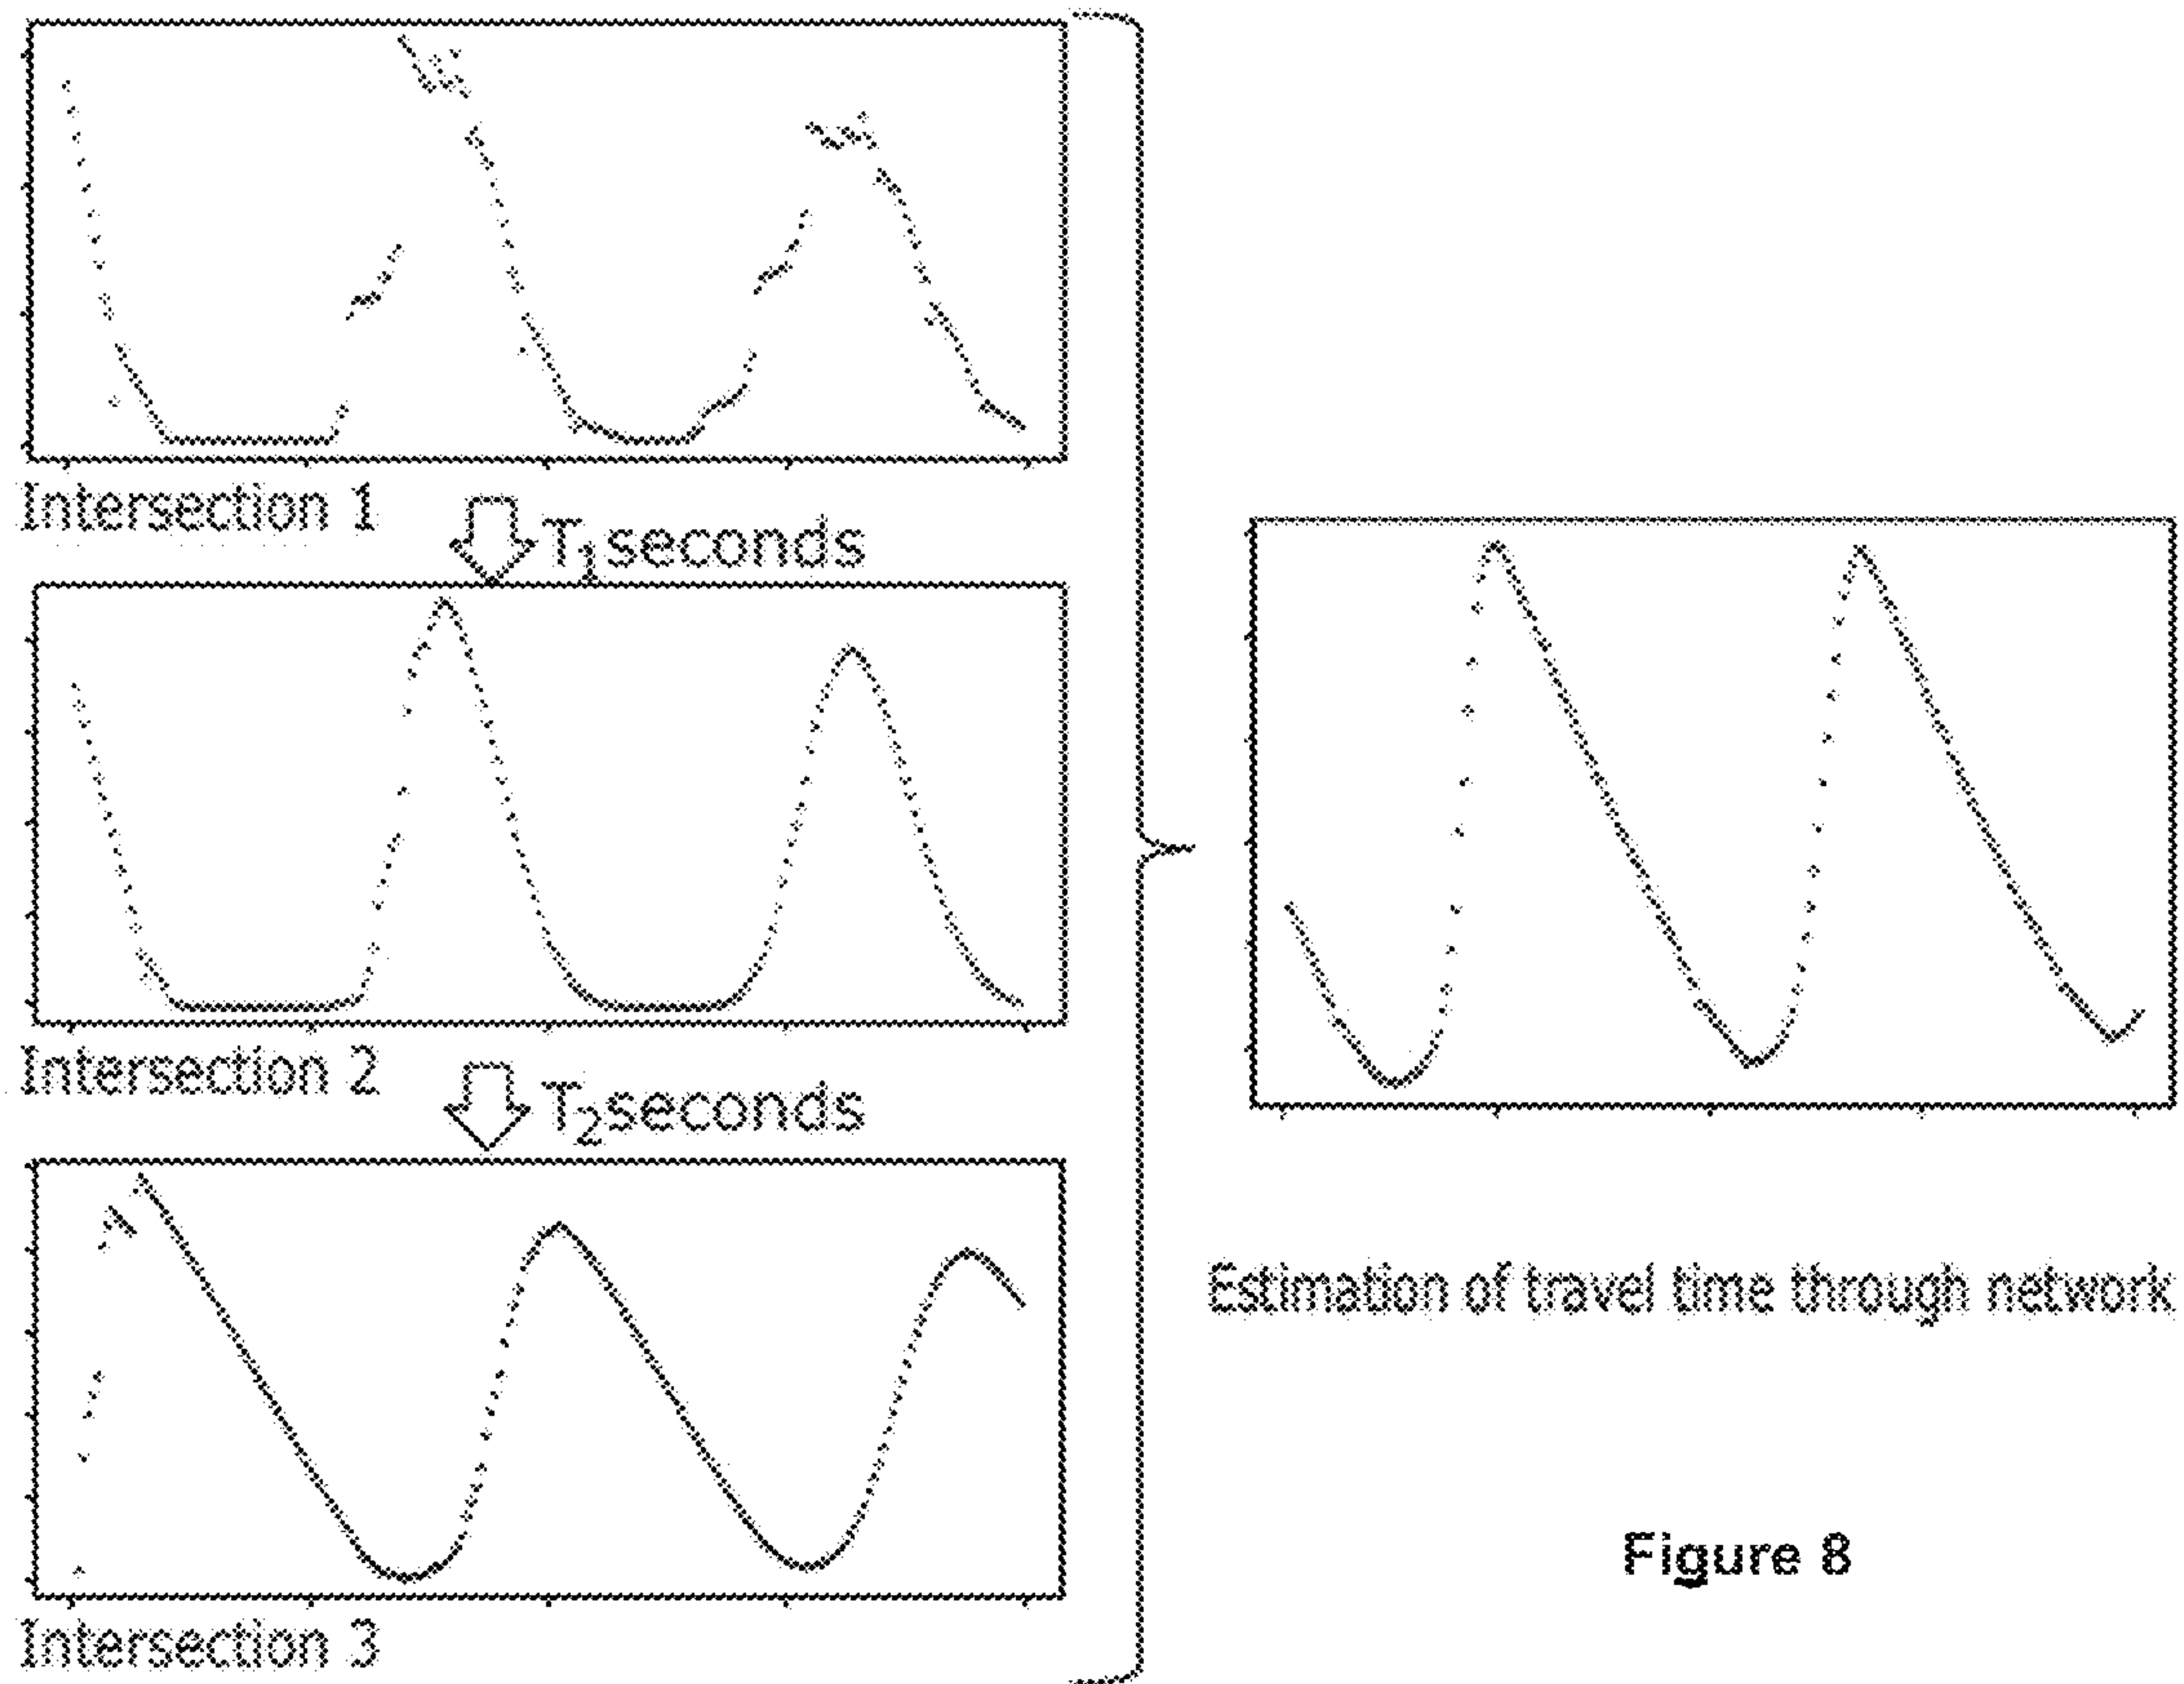 Intersection 1
T1seconds
Intersection 2
T2seconds
Intersection 3
Estimation of travel time through network
Figure 8